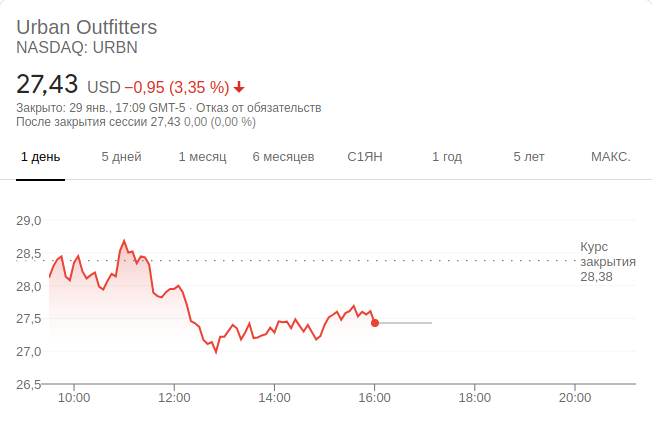 Urban Outfitters
NASDAQ: URBN
27,43 USD −0,95 (3,35 %)
Закрыто: 29 янв., 17:09 GMT-5 · Отказ от обязательств
После закрытия сессии 27,43 0,00 (0,00 %)
1 день 5 дней 1 месяц 6 месяцев С1ЯН 1 год 5 лет МАКС.
29,0
Курс
28,5
закрытия
28,38
28,0
27,5
27,0
26,5
10:00 12:00 14:00 16:00 18:00 20:00